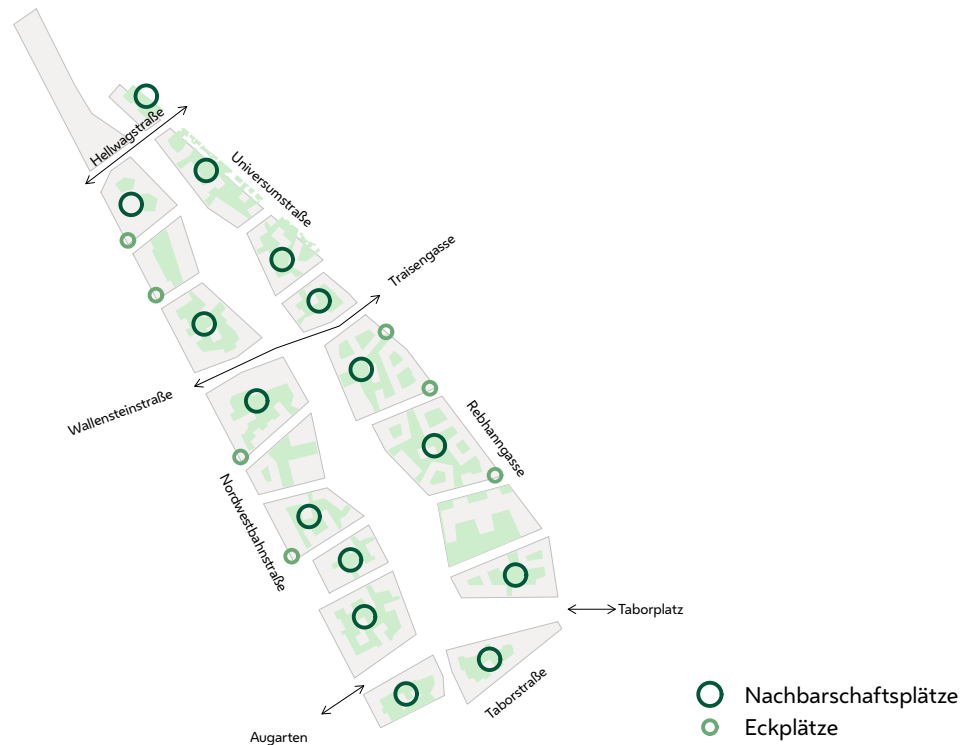 Hellwagstraße
Universumstraße
Traisengasse
Wallensteinstraße
Rebhanngasse
Nordwestbahnstraße
Taborplatz
Taborstraße
Augarten
Nachbarschaftsplätze
Eckplätze